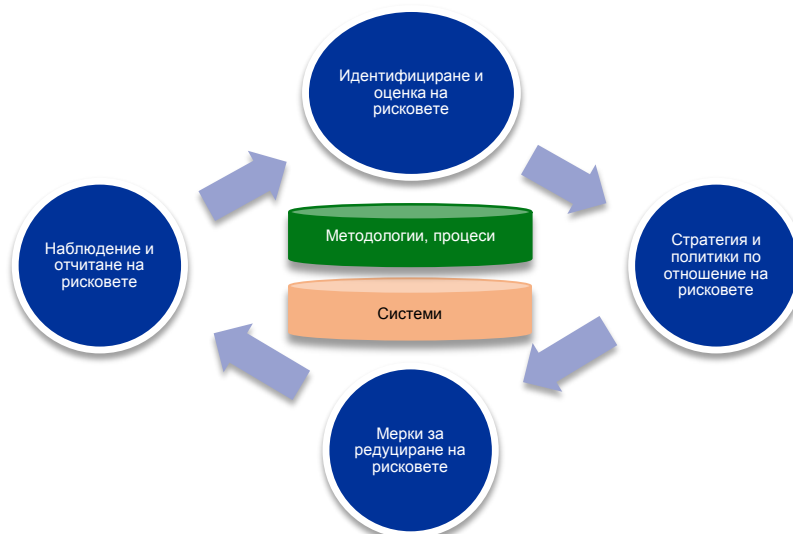 Идентифициране и
оценка на
рисковете
Наблюдение и
отчитане на
рисковете
Методологии, процеси
Системи
Стратегия и
политики по
отношение на
рисковете
Мерки за
редуциране на
рисковете